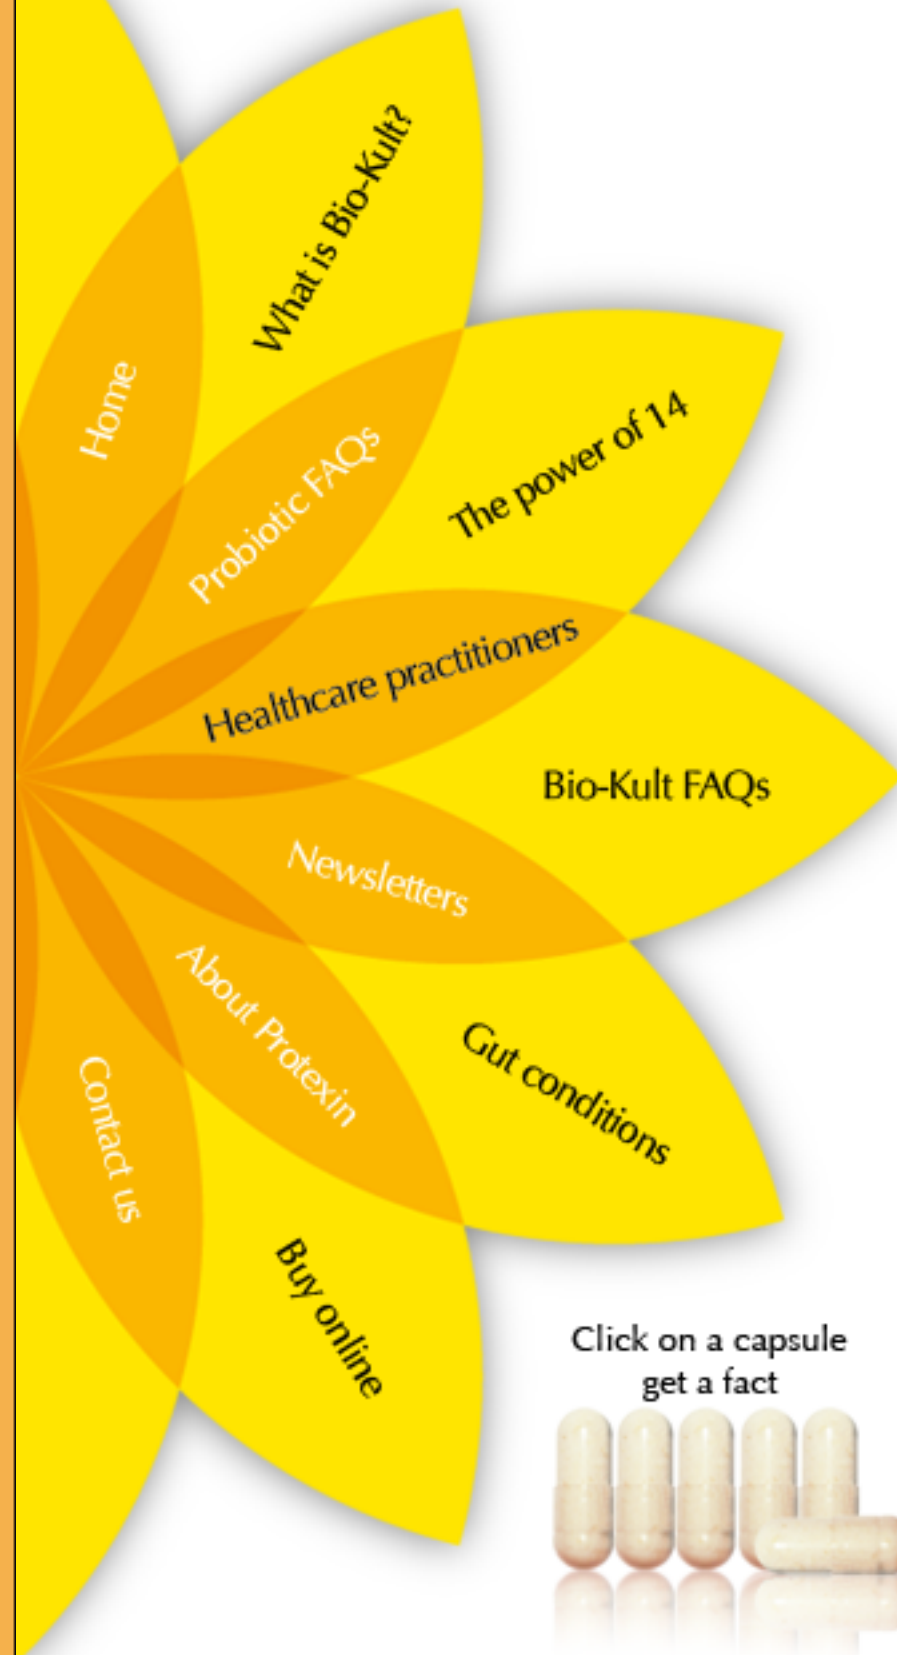 What is Bio-Kult?
Home
The power of 14
Probiotic FAQs
Healthcare practitioners
Bio-Kult FAQs
Newsletters
About Protexin
Gut conditions
Contact us
Buy online
Click on a capsule
get a fact